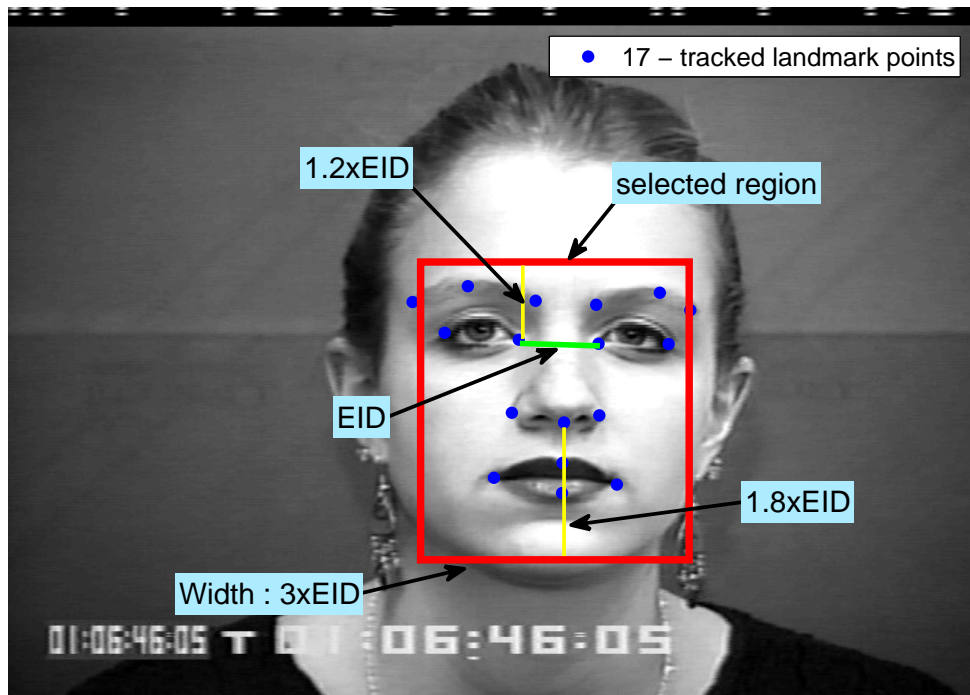 17 – tracked landmark points
1.2xEID
selected region
EID
1.8xEID
Width : 3xEID
01:06:46:05 T 01:06:46:05